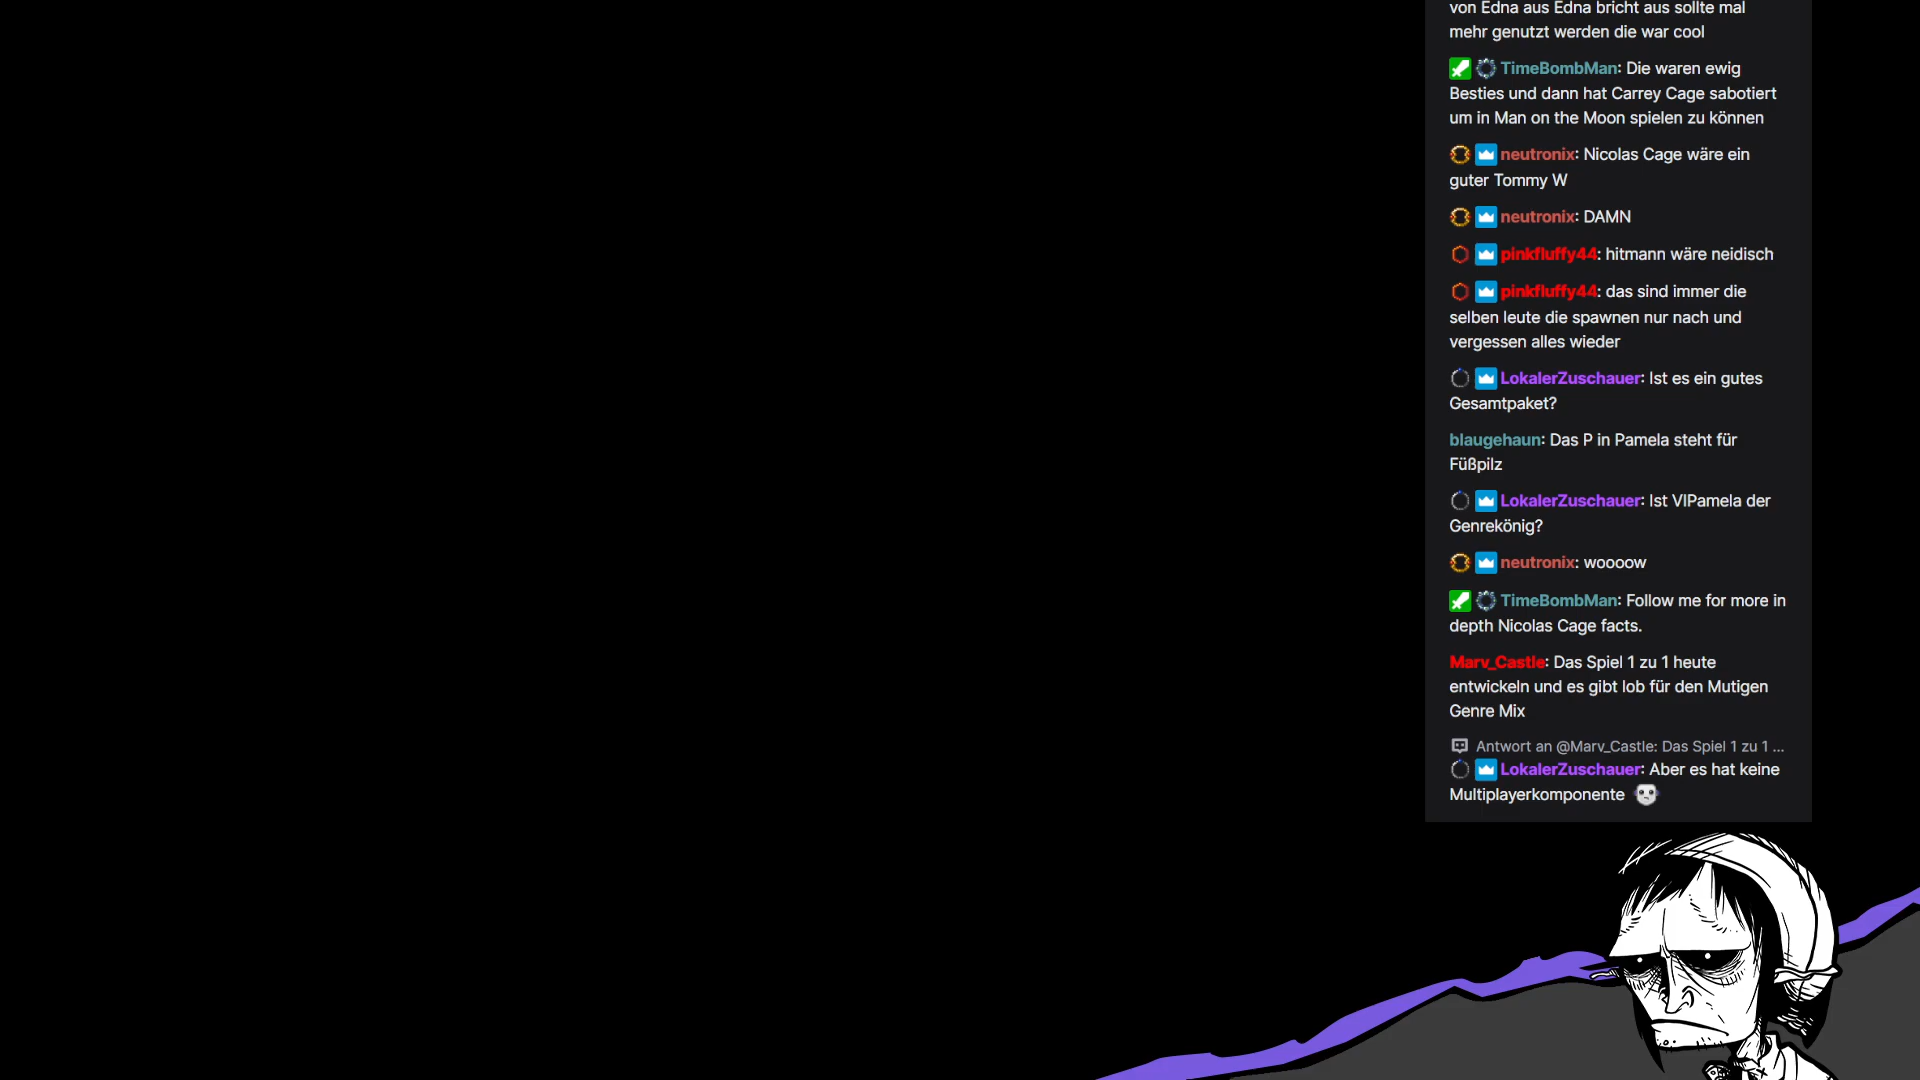 von Edna aus Edna bricht aus sollte mal
mehr genutzt werden die war cool
TimeBombMan: Die waren ewig
Besties und dann hat Carrey Cage sabotiert
um in Man on the Moon spielen zu können
neutronix: Nicolas Cage wäre ein
guter Tommy W
neutronix: DAMN
pinkfluffy44: hitmann wäre neidisch
pinkfluffy44: das sind immer die
selben leute die spawnen nur nach und
vergessen alles wieder
LokalerZuschauer: Ist es ein gutes
Gesamtpaket?
blaugehaun: Das P in Pamela steht für
Füßpilz
LokalerZuschauer: Ist VIPamela der
Genrekönig?
neutronix: woooow
TimeBombMan: Follow me for more in
depth Nicolas Cage facts.
Marv_Castle: Das Spiel 1 zu 1 heute
entwickeln und es gibt lob für den Mutigen
Genre Mix
Antwort an @Marv_Castle: Das Spiel 1 zu 1 ...
LokalerZuschauer: Aber es hat keine
Multiplayerkomponente